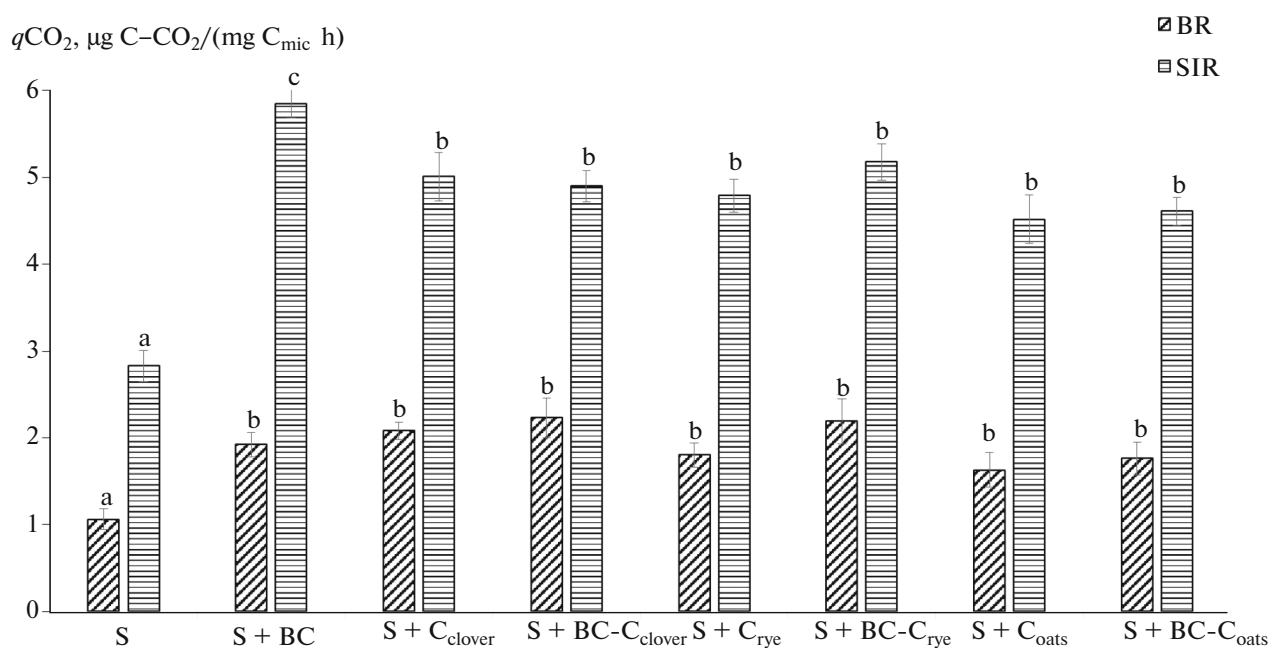 BR
qCO₂, μg C–CO₂/(mg Cmic h)
SIR
6
c
b
b
b
b
b
b
5
4
3
a
b
b
b
b
b
b
b
2
a
1
0
S
S + BC
S + Cclover
S + BC-Cclover
S + Crye
S + BC-Crye
S + Coats
S + BC-Coats